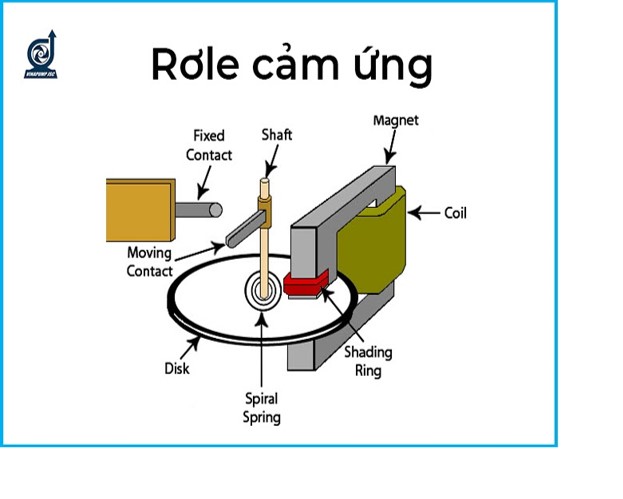 VINAPUMP JSC
Rơle cảm ứng
Magnet
Fixed
Contact
Shaft
Coil
Moving
Contact
Disk
Shading
Ring
Spiral
Spring